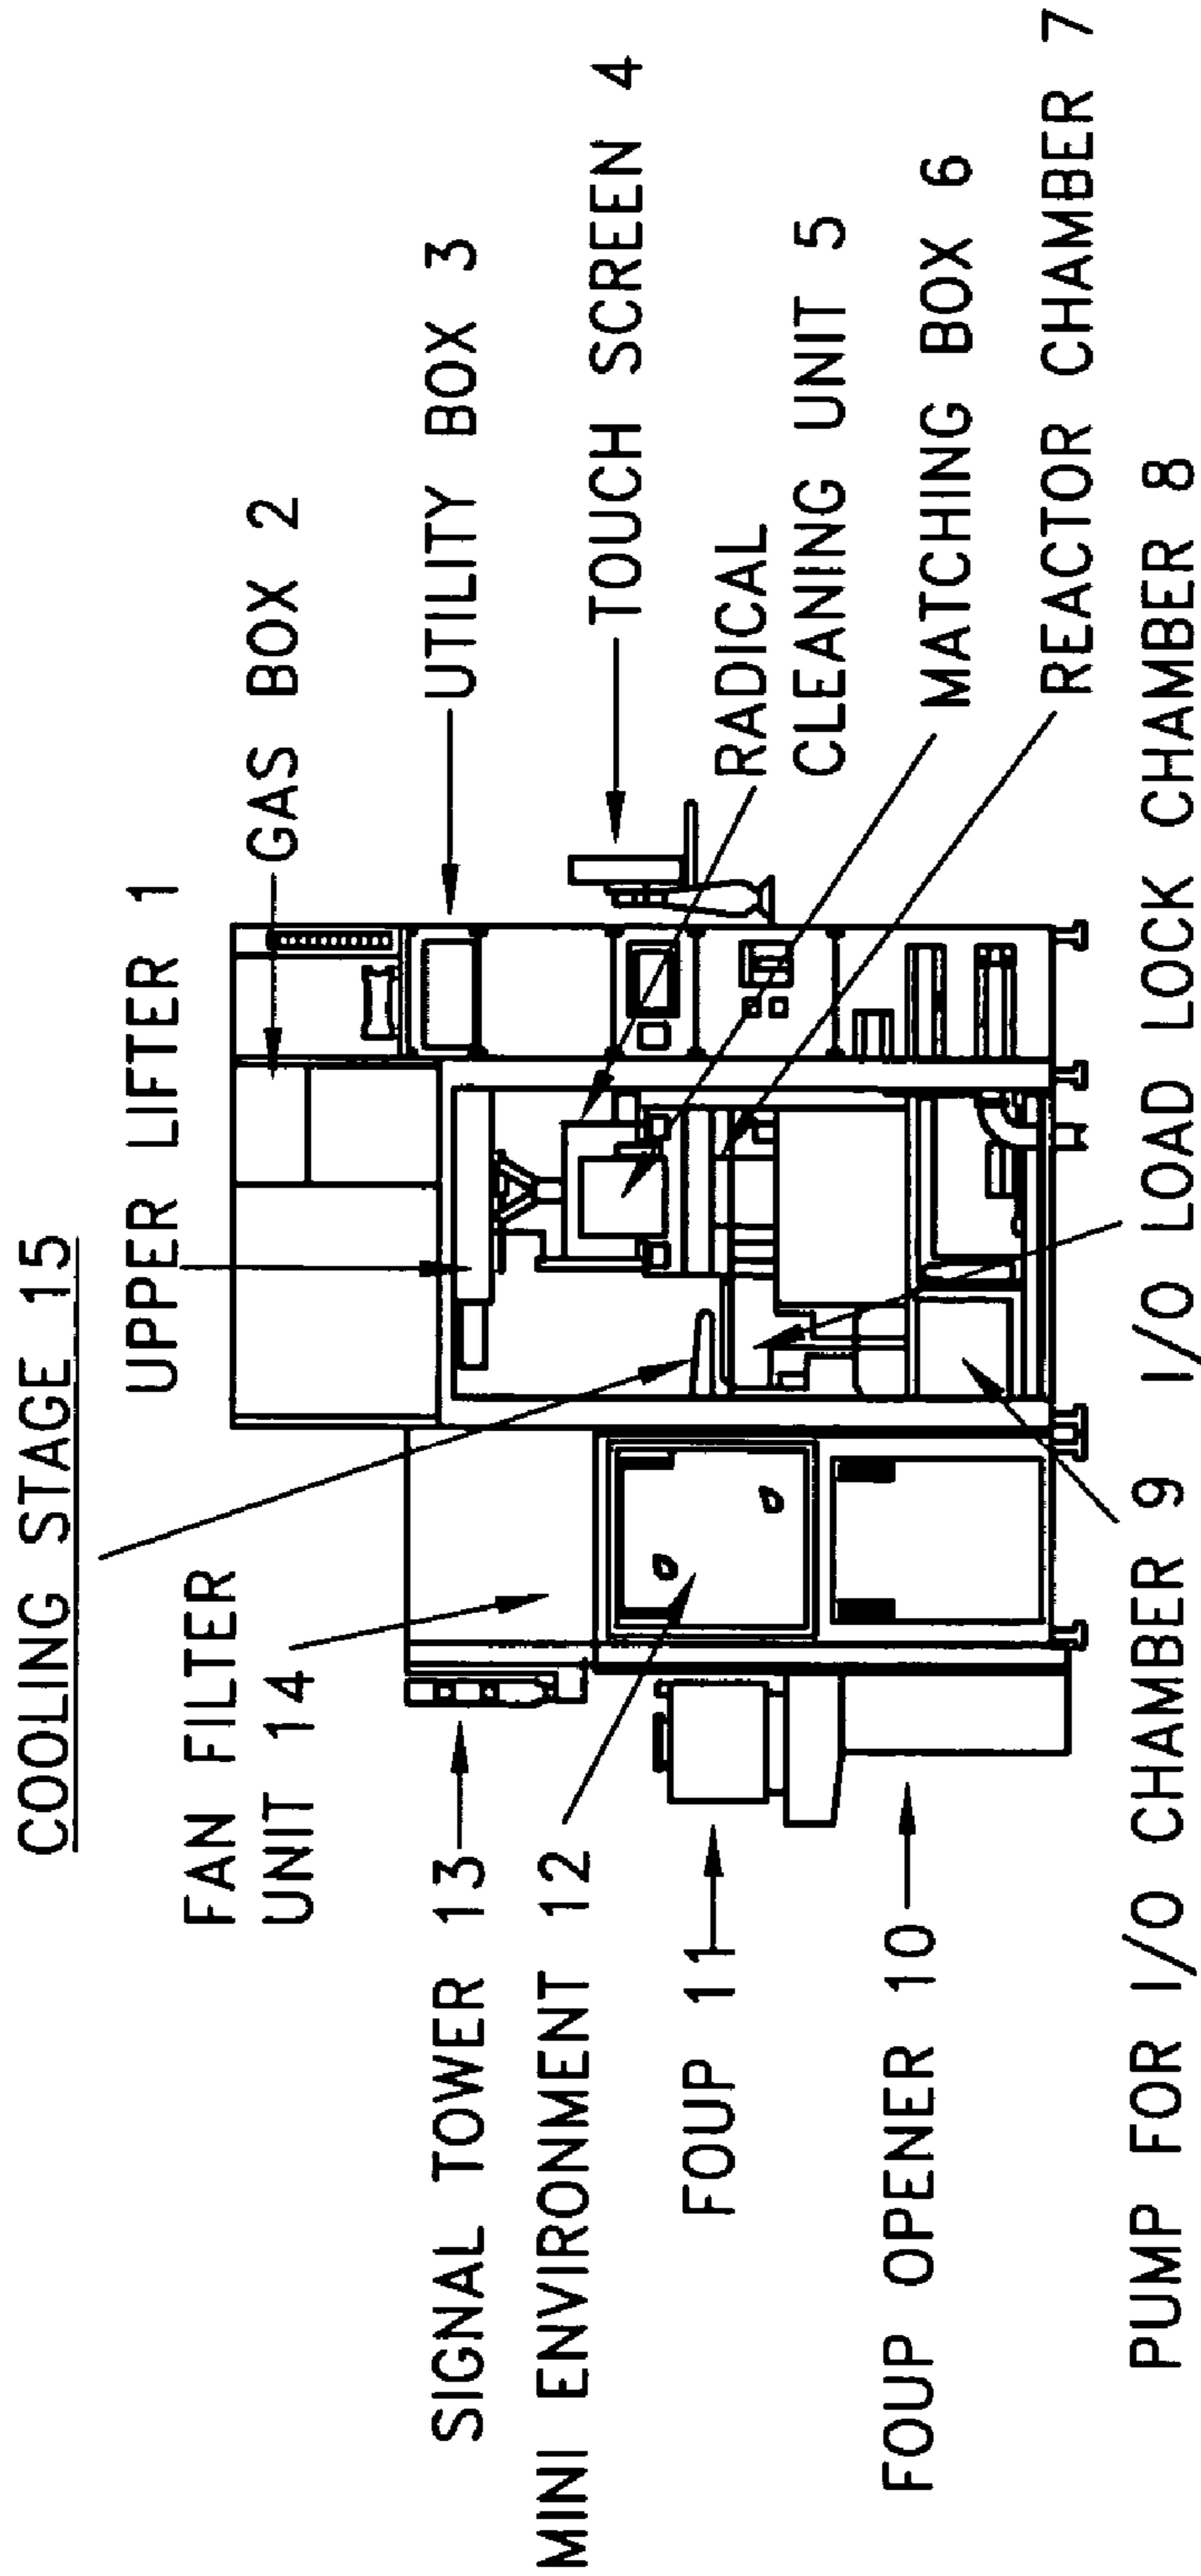 COOLING STAGE 15
UPPER LIFTER 1
GAS BOX 2
UTILITY BOX 3
TOUCH SCREEN 4
RADICAL
CLEANING UNIT 5
MATCHING BOX 6
REACTOR CHAMBER 7
I/O LOAD LOCK CHAMBER 8
PUMP FOR I/O CHAMBER 9
FOUP OPENER 10
FOUP 11
MINI ENVIRONMENT 12
SIGNAL TOWER 13
FAN FILTER
UNIT 14